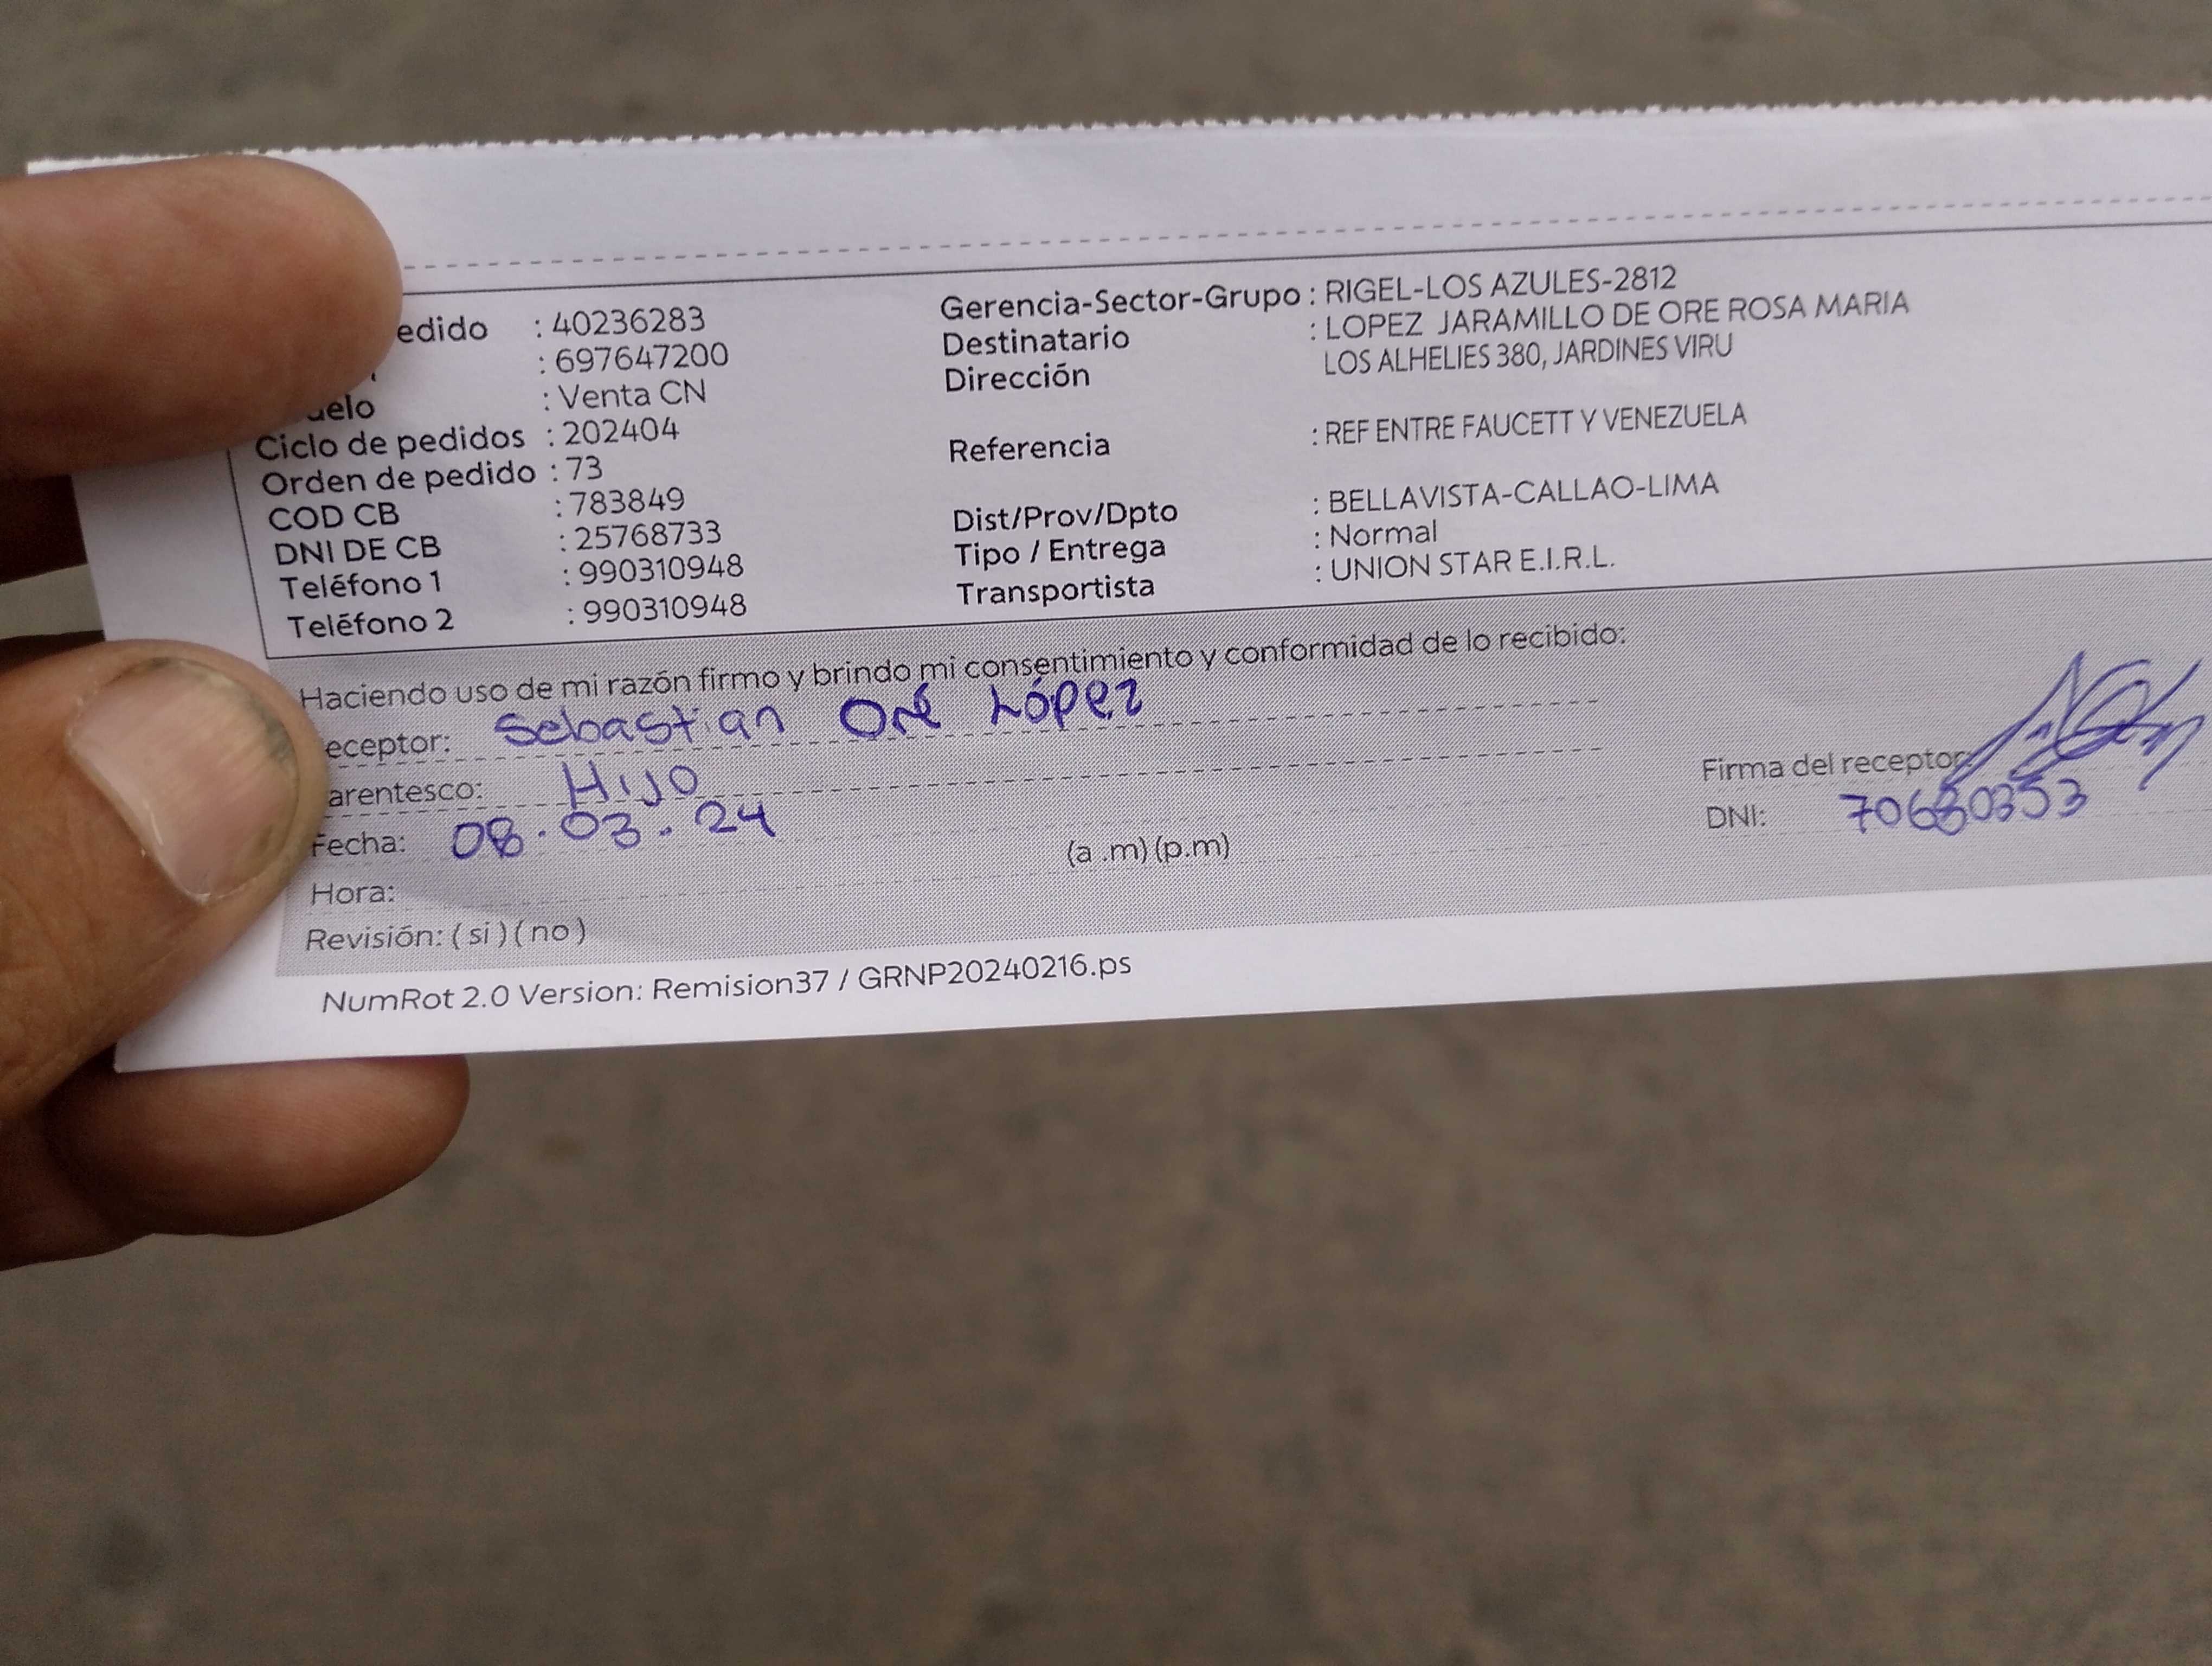 edido : 40236283
: 697647200
uelo : Venta CN
Ciclo de pedidos : 202404
Orden de pedido : 73
COD CB : 783849
DNI DE CB : 25768733
Teléfono 1 : 990310948
Teléfono 2 : 990310948
Gerencia-Sector-Grupo : RIGEL-LOS AZULES-2812
Destinatario : LOPEZ JARAMILLO DE ORE ROSA MARIA
Dirección LOS ALHELIES 380, JARDINES VIRU
Referencia : REF ENTRE FAUCETT Y VENEZUELA
Dist/Prov/Dpto : BELLAVISTA-CALLAO-LIMA
Tipo / Entrega : Normal
Transportista : UNION STAR E.I.R.L.
Haciendo uso de mi razón firmo y brindo mi consentimiento y conformidad de lo recibido:
eceptor: Sebastian Oré López
arentesco: Hijo
Fecha: 08.03.24
Hora: (a .m) (p.m)
Revisión: ( si ) ( no )
Firma del receptor:
DNI: 70680353
NumRot 2.0 Version: Remision37 / GRNP20240216.ps